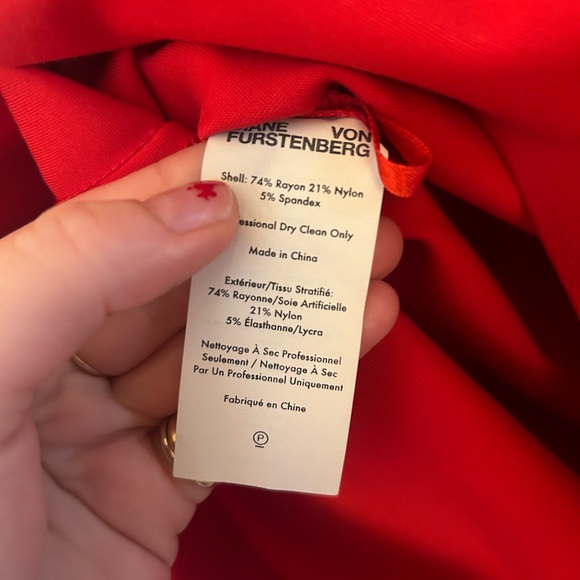 VON
FURSTENBERG
Shell: 74% Rayon 21% Nylon
5% Spandex
Dry Clean Only
Made in China
Extérieur/Tissu Stratifié:
74% Rayonne/Soie Artificielle
21% Nylon
5% Élasthanne/Lycra
Nettoyage À Sec Professionnel
Seulement / Nettoyage À Sec
Par Un Professionnel Uniquement
Fabriqué en Chine
P